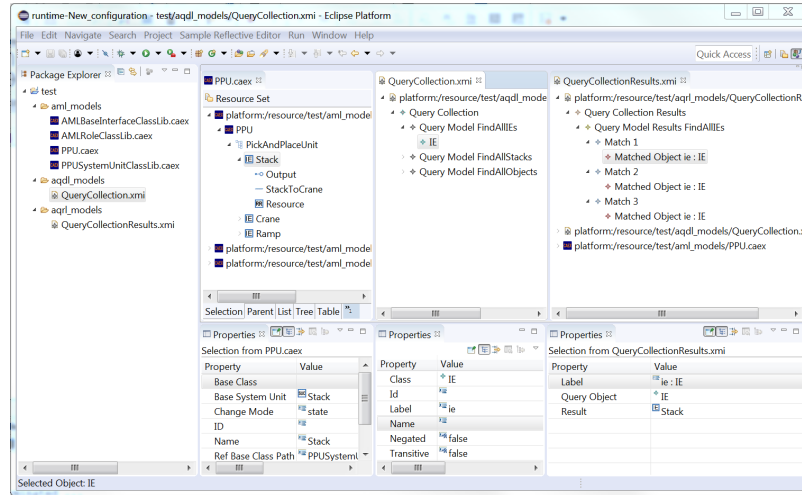 runtime-New_configuration - test/aqdl_models/QueryCollection.xmi - Eclipse Platform
File Edit Navigate Search Project Sample Reflective Editor Run Window Help
Quick Access
Package Explorer
test
aml_models
AMLBaseInterfaceClassLib.caex
AMLRoleClassLib.caex
PPU.caex
PPUSystemUnitClassLib.caex
aqdl_models
QueryCollection.xmi
aqrl_models
QueryCollectionResults.xmi
PPU.caex
Resource Set
platform:/resource/test/aml_model
PPU
PickAndPlaceUnit
Stack
Output
StackToCrane
Resource
Crane
Ramp
platform:/resource/test/aml_model
platform:/resource/test/aml_model
Selection Parent List Tree Table
QueryCollection.xmi
platform:/resource/test/aqdl_mode
Query Collection
Query Model FindAllIEs
IE
Query Model FindAllStacks
Query Model FindAllObjects
QueryCollectionResults.xmi
platform:/resource/test/aqrl_models/QueryCollectionR
Query Collection Results
Query Model Results FindAllIEs
Match 1
Matched Object ie : IE
Match 2
Matched Object ie : IE
Match 3
Matched Object ie : IE
platform:/resource/test/aqdl_models/QueryCollection.
platform:/resource/test/aml_models/PPU.caex
Properties
Selection from PPU.caex
Property Value
Base Class
Base System Unit Stack
Change Mode state
ID
Name Stack
Ref Base Class Path PPUSystemU
Properties
Property Value
Class IE
Id
Label ie
Name
Negated false
Transitive false
Properties
Selection from QueryCollectionResults.xmi
Property Value
Label ie : IE
Query Object IE
Result Stack
Selected Object: IE